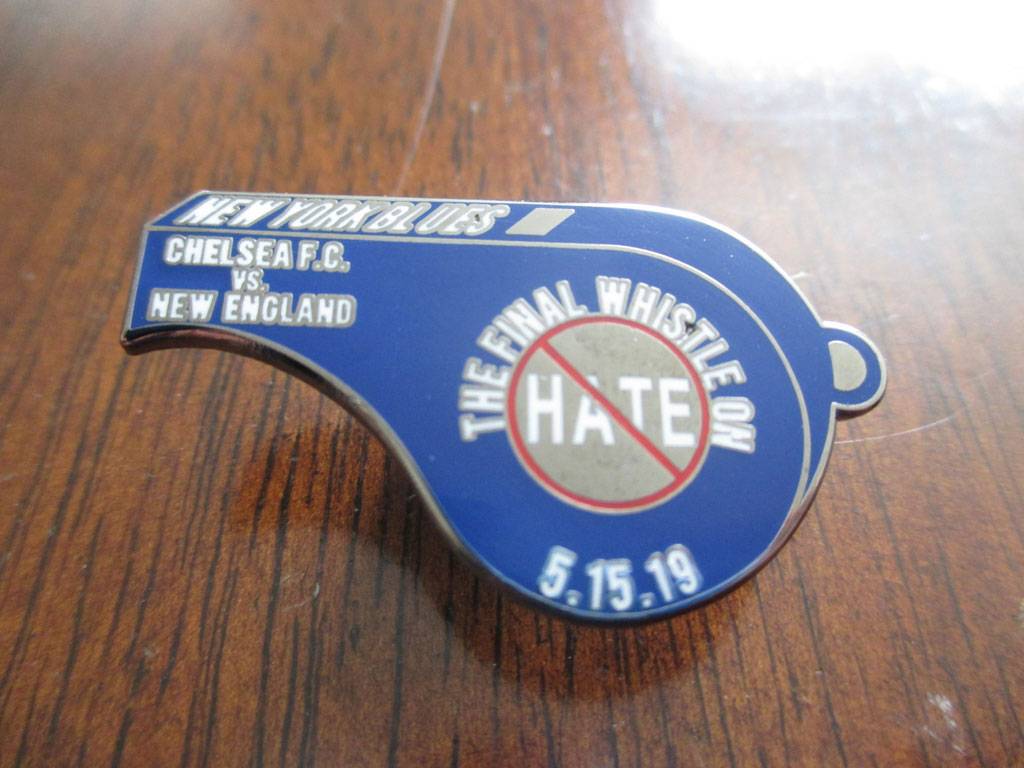 NEW YORK BLUES
CHELSEA F.C.
VS.
NEW ENGLAND
THE FINAL WHISTLE ON
HATE
5.15.19